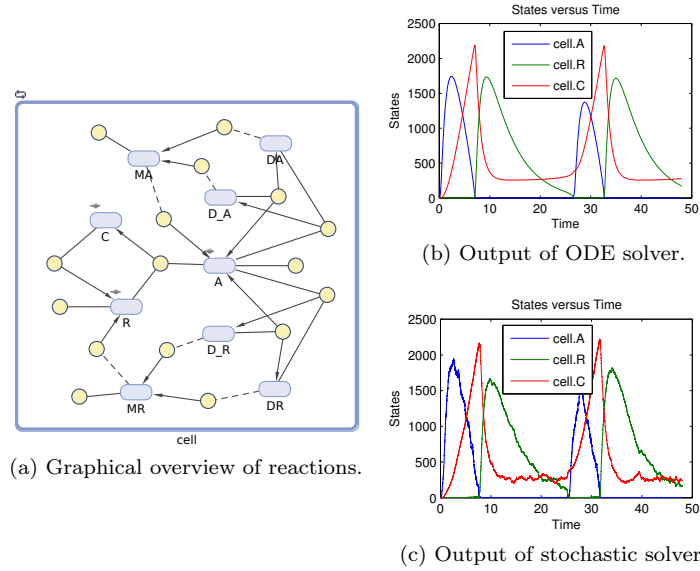 MA
DA
D_A
C
A
R
D_R
MR
DR
cell
(a) Graphical overview of reactions.
States versus Time
2500
2000
1500
1000
500
0
States
cell.A
cell.R
cell.C
0 10 20 30 40 50
Time
(b) Output of ODE solver.
States versus Time
2500
2000
1500
1000
500
0
States
cell.A
cell.R
cell.C
0 10 20 30 40 50
Time
(c) Output of stochastic solver